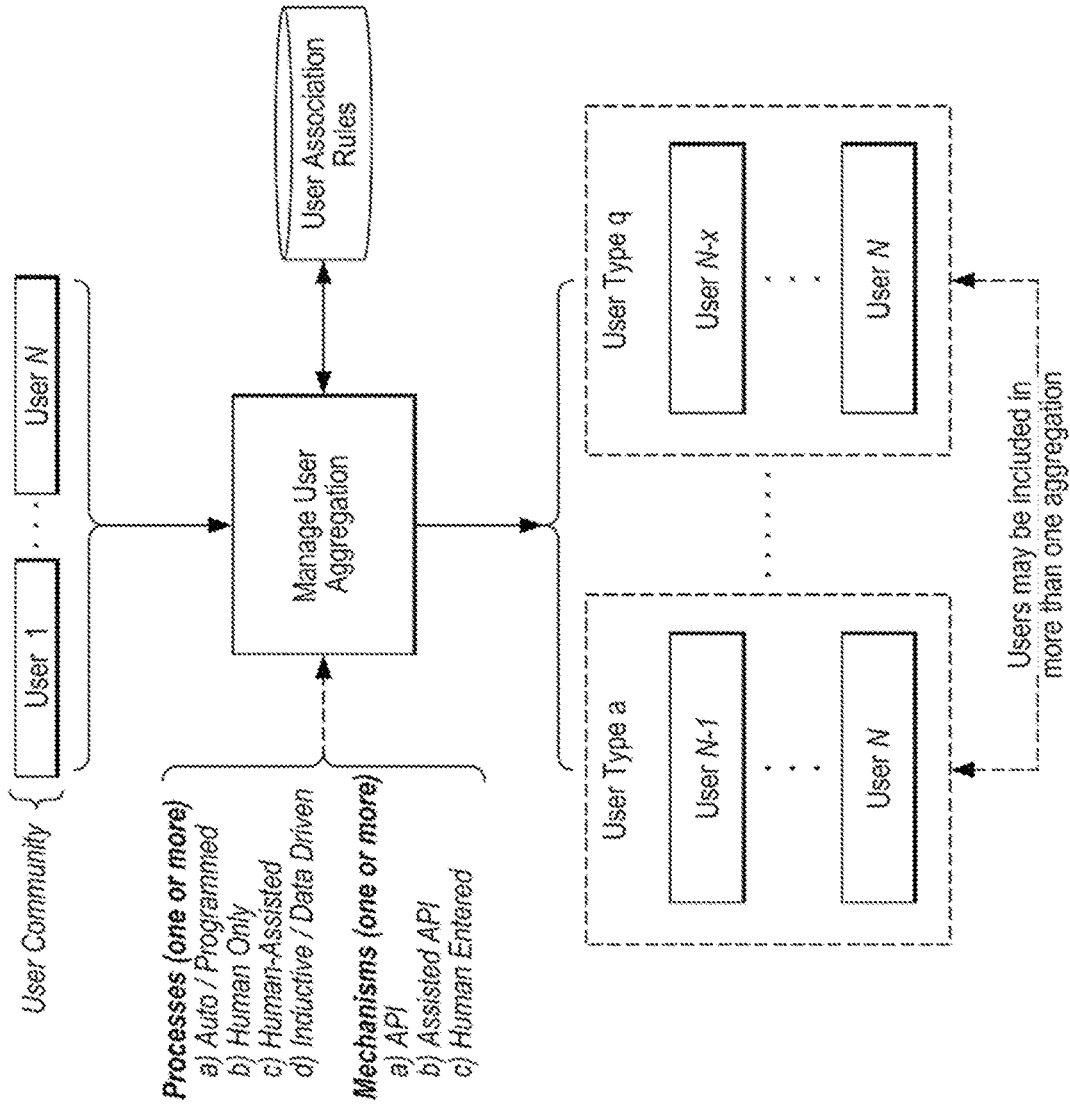 User Community
User 1
. . .
User N
Processes (one or more)
a) Auto / Programmed
b) Human Only
c) Human-Assisted
d) Inductive / Data Driven
Mechanisms (one or more)
a) API
b) Assisted API
c) Human Entered
Manage User
Aggregation
User Association
Rules
User Type a
User N-1
User N
User Type q
User N-x
User N
Users may be included in
more than one aggregation